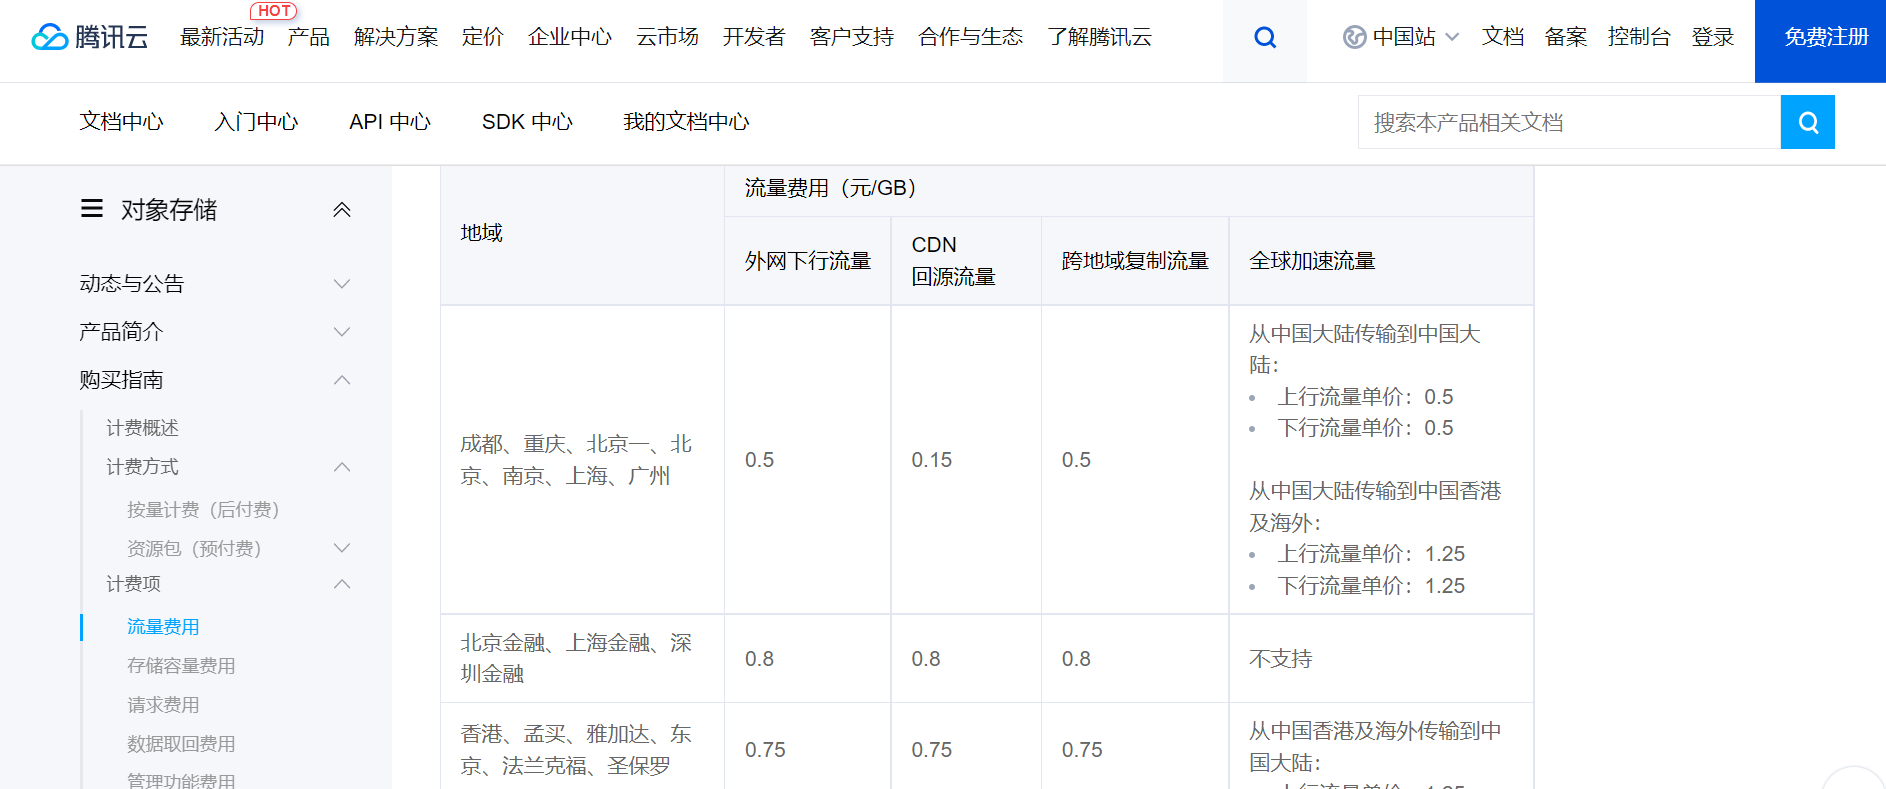 HOT
腾讯云 最新活动 产品 解决方案 定价 企业中心 云市场 开发者 客户支持 合作与生态 了解腾讯云 中国站 文档 备案 控制台 登录 免费注册
文档中心 入门中心 API 中心 SDK 中心 我的文档中心 搜索本产品相关文档
对象存储
动态与公告
产品简介
购买指南
计费概述
计费方式
按量计费（后付费）
资源包（预付费）
计费项
流量费用
存储容量费用
请求费用
数据取回费用
管理功能费用
地域
流量费用（元/GB）
外网下行流量
CDN
回源流量
跨地域复制流量
全球加速流量
成都、重庆、北京一、北
京、南京、上海、广州
0.5
0.15
0.5
从中国大陆传输到中国大
陆：
• 上行流量单价：0.5
• 下行流量单价：0.5
从中国大陆传输到中国香港
及海外：
• 上行流量单价：1.25
• 下行流量单价：1.25
北京金融、上海金融、深
圳金融
0.8
0.8
0.8
不支持
香港、孟买、雅加达、东
京、法兰克福、圣保罗
0.75
0.75
0.75
从中国香港及海外传输到中
国大陆：